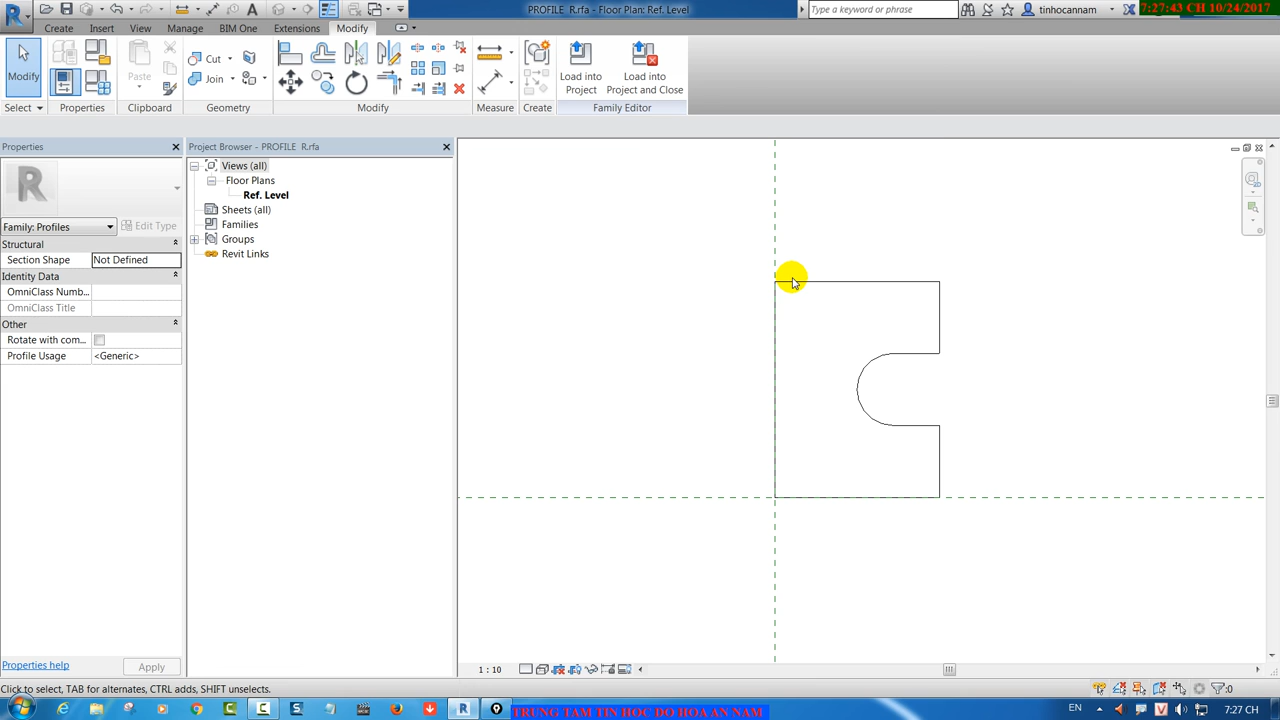 PROFILE R.rfa - Floor Plan: Ref. Level
Type a keyword or phrase
tinhocannam
7:27:43 CH 10/24/2017
Create
Insert
View
Manage
BIM One
Extensions
Modify
Modify
Paste
Cut
Join
Load into
Project
Load into
Project and Close
Select
Properties
Clipboard
Geometry
Modify
Measure
Create
Family Editor
Properties
Project Browser - PROFILE R.rfa
R
Family: Profiles
Edit Type
Structural
Section Shape
Not Defined
Identity Data
OmniClass Numb...
OmniClass Title
Other
Rotate with com...
Profile Usage
<Generic>
Views (all)
Floor Plans
Ref. Level
Sheets (all)
Families
Groups
Revit Links
Properties help
Apply
1 : 10
Click to select, TAB for alternates, CTRL adds, SHIFT unselects.
:0
TRUNG TAM TIN HOC DO HOA AN NAM
EN
7:27 CH